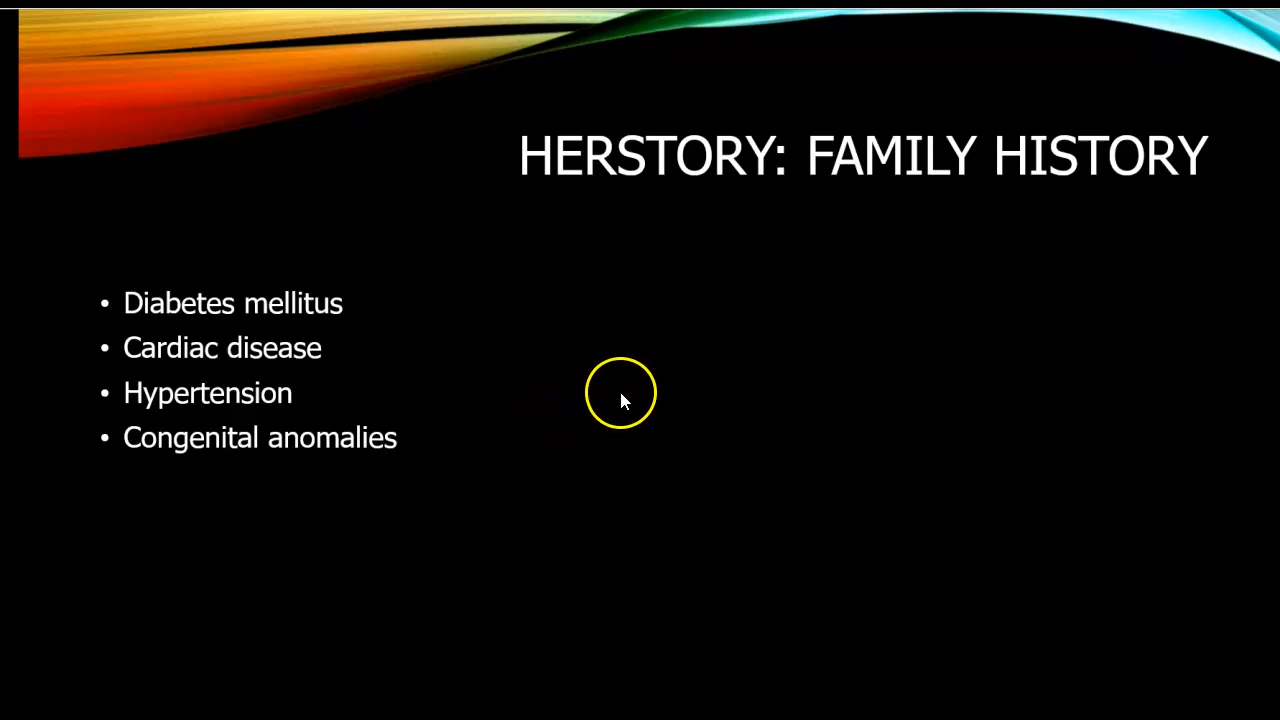 HERSTORY: FAMILY HISTORY
• Diabetes mellitus
• Cardiac disease
• Hypertension
• Congenital anomalies